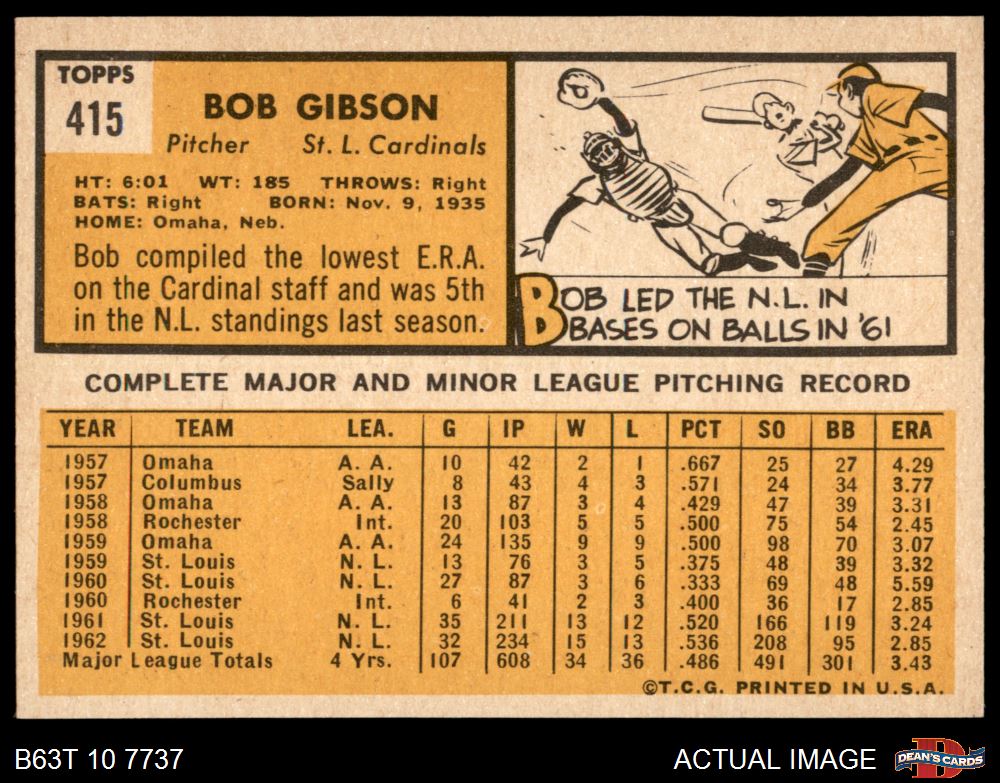 TOPPS
415
BOB GIBSON
Pitcher St. L. Cardinals
HT: 6:01 WT: 185 THROWS: Right
BATS: Right BORN: Nov. 9, 1935
HOME: Omaha, Neb.
Bob compiled the lowest E.R.A.
on the Cardinal staff and was 5th
in the N.L. standings last season.
BOB LED THE N.L. IN
BASES ON BALLS IN '61
COMPLETE MAJOR AND MINOR LEAGUE PITCHING RECORD
YEAR TEAM LEA. G IP W L PCT SO BB ERA
1957 Omaha A. A. 10 42 2 1 .667 25 27 4.29
1957 Columbus Sally 8 43 4 3 .571 24 34 3.77
1958 Omaha A. A. 13 87 3 4 .429 47 39 3.31
1958 Rochester Int. 20 103 5 5 .500 75 54 2.45
1959 Omaha A. A. 24 135 9 9 .500 98 70 3.07
1959 St. Louis N. L. 13 76 3 5 .375 48 39 3.32
1960 St. Louis N. L. 27 87 3 6 .333 69 48 5.59
1960 Rochester Int. 6 41 2 3 .400 36 17 2.85
1961 St. Louis N. L. 35 211 13 12 .520 166 119 3.24
1962 St. Louis N. L. 32 234 15 13 .536 208 95 2.85
Major League Totals 4 Yrs. 107 608 34 36 .486 491 301 3.43
©T.C.G. PRINTED IN U.S.A.
B63T 10 7737 ACTUAL IMAGE
D
DEAN'S CARDS